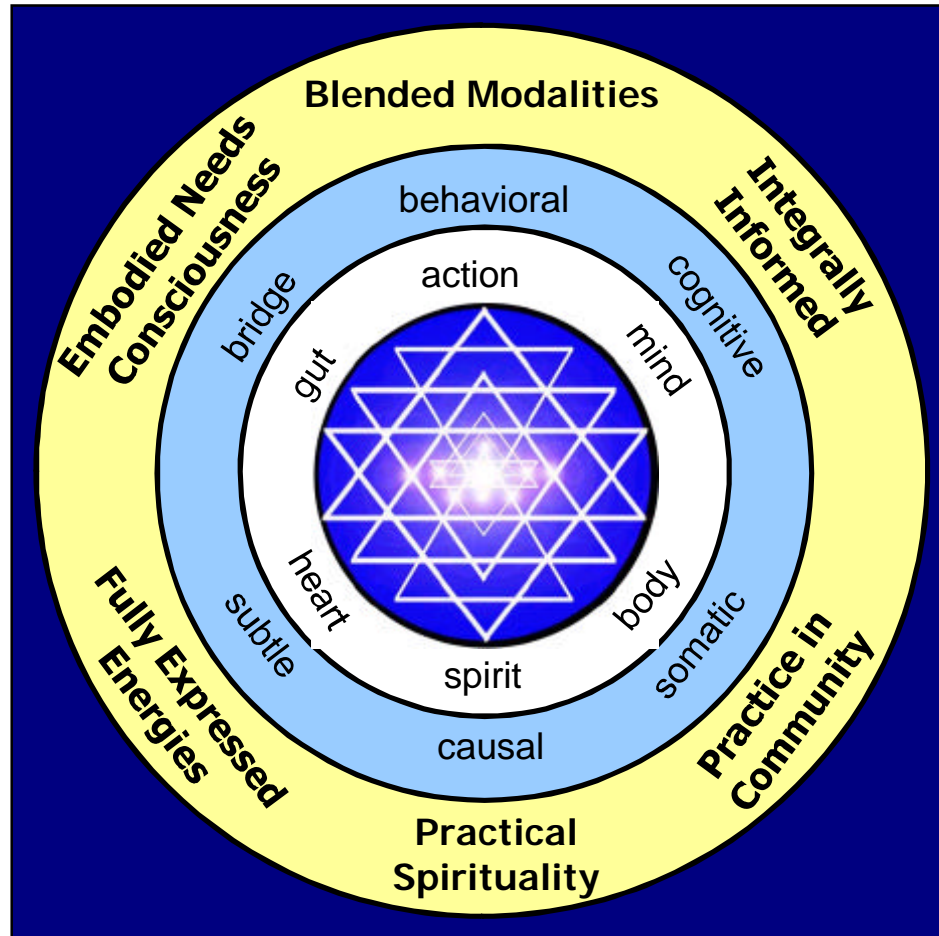 Blended Modalities
Integrally
Informed
Practice in
Community
Practical
Spirituality
Fully Expressed
Energies
Embodied Needs
Consciousness
behavioral
cognitive
somatic
causal
subtle
bridge
action
mind
body
spirit
heart
gut